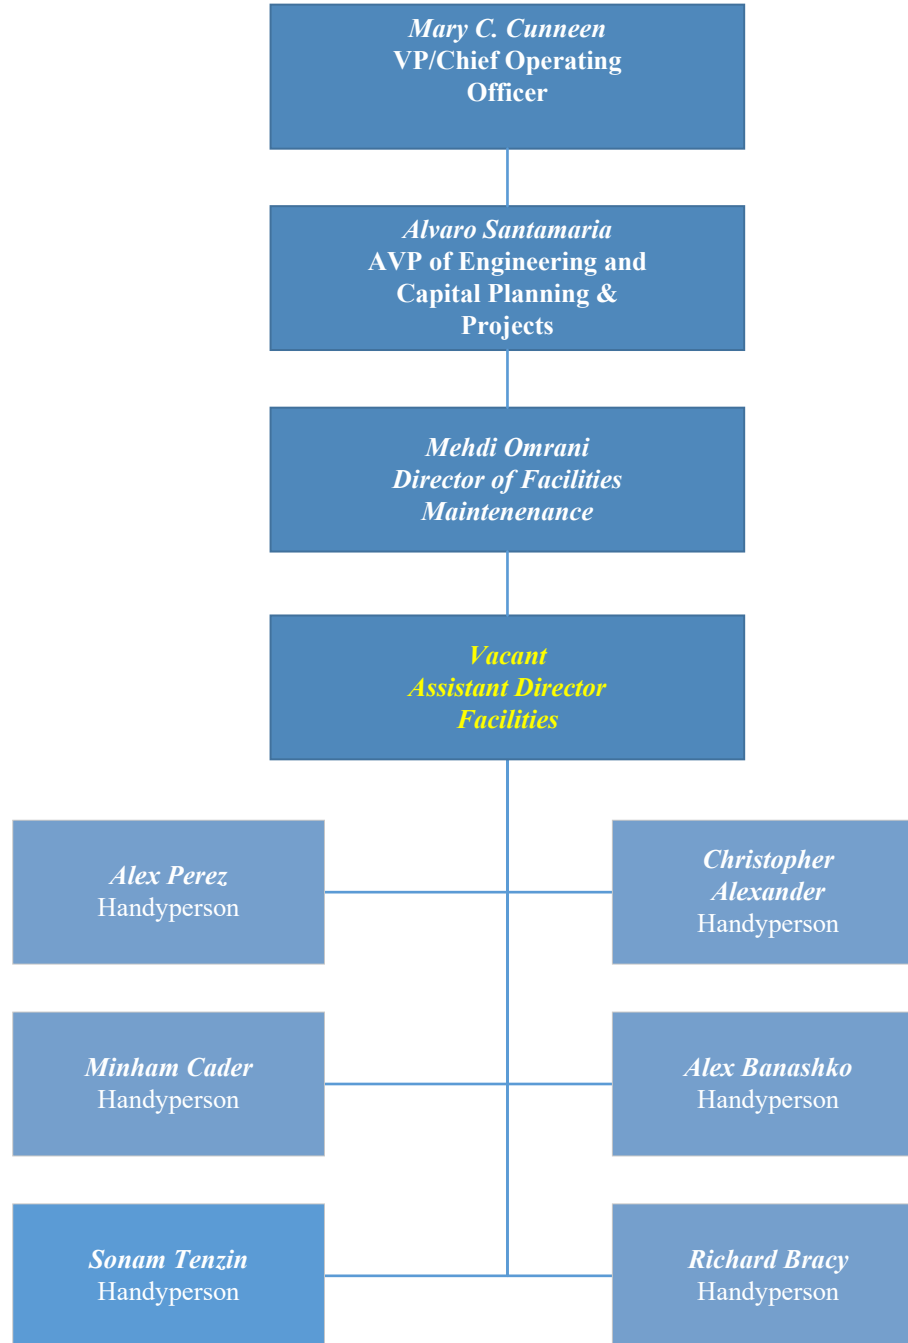 Mary C. Cunneen
VP/Chief Operating
Officer
Alvaro Santamaria
AVP of Engineering and
Capital Planning &
Projects
Mehdi Omrani
Director of Facilities
Maintenenance
Vacant
Assistant Director
Facilities
Alex Perez
Handyperson
Christopher
Alexander
Handyperson
Minham Cader
Handyperson
Alex Banashko
Handyperson
Sonam Tenzin
Handyperson
Richard Bracy
Handyperson